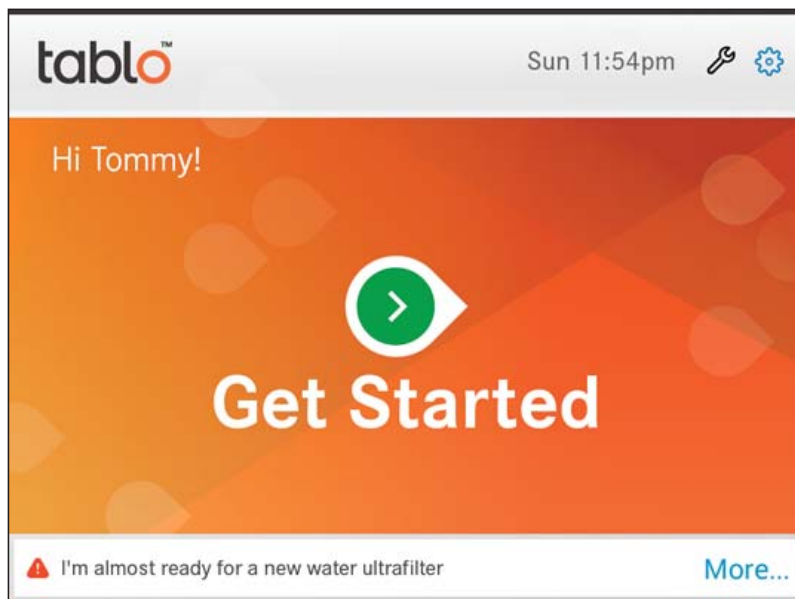 tablo™
Sun 11:54pm
Hi Tommy!
Get Started
I'm almost ready for a new water ultrafilter
More...